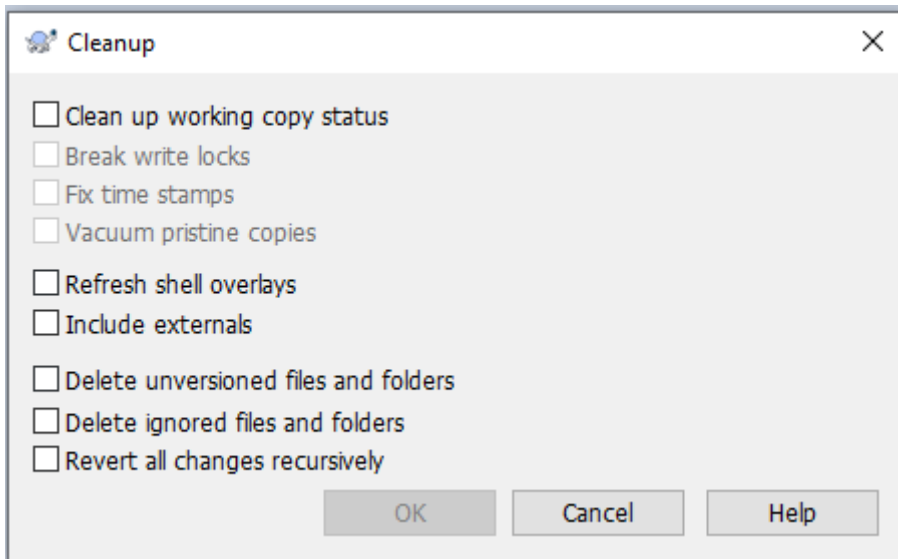 Cleanup
Clean up working copy status
Break write locks
Fix time stamps
Vacuum pristine copies
Refresh shell overlays
Include externals
Delete unversioned files and folders
Delete ignored files and folders
Revert all changes recursively
OK Cancel Help